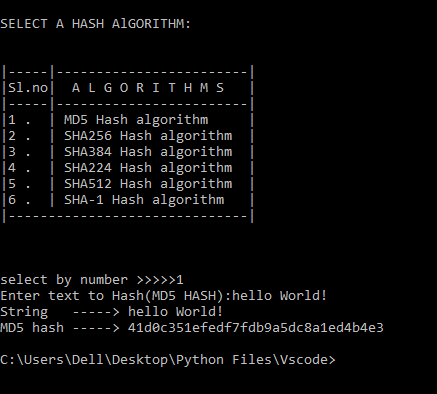 SELECT A HASH AlGORITHM:
|-----|------------------------|
|Sl.no|  A L G O R I T H M S   |
|-----|------------------------|
|1 .  | MD5 Hash algorithm     |
|2 .  | SHA256 Hash algorithm  |
|3 .  | SHA384 Hash algorithm  |
|4 .  | SHA224 Hash algorithm  |
|5 .  | SHA512 Hash algorithm  |
|6 .  | SHA-1 Hash algorithm   |
|------------------------------|
select by number >>>>>1
Enter text to Hash(MD5 HASH):hello World!
String   -----> hello World!
MD5 hash -----> 41d0c351efedf7fdb9a5dc8a1ed4b4e3
C:\Users\Dell\Desktop\Python Files\Vscode>